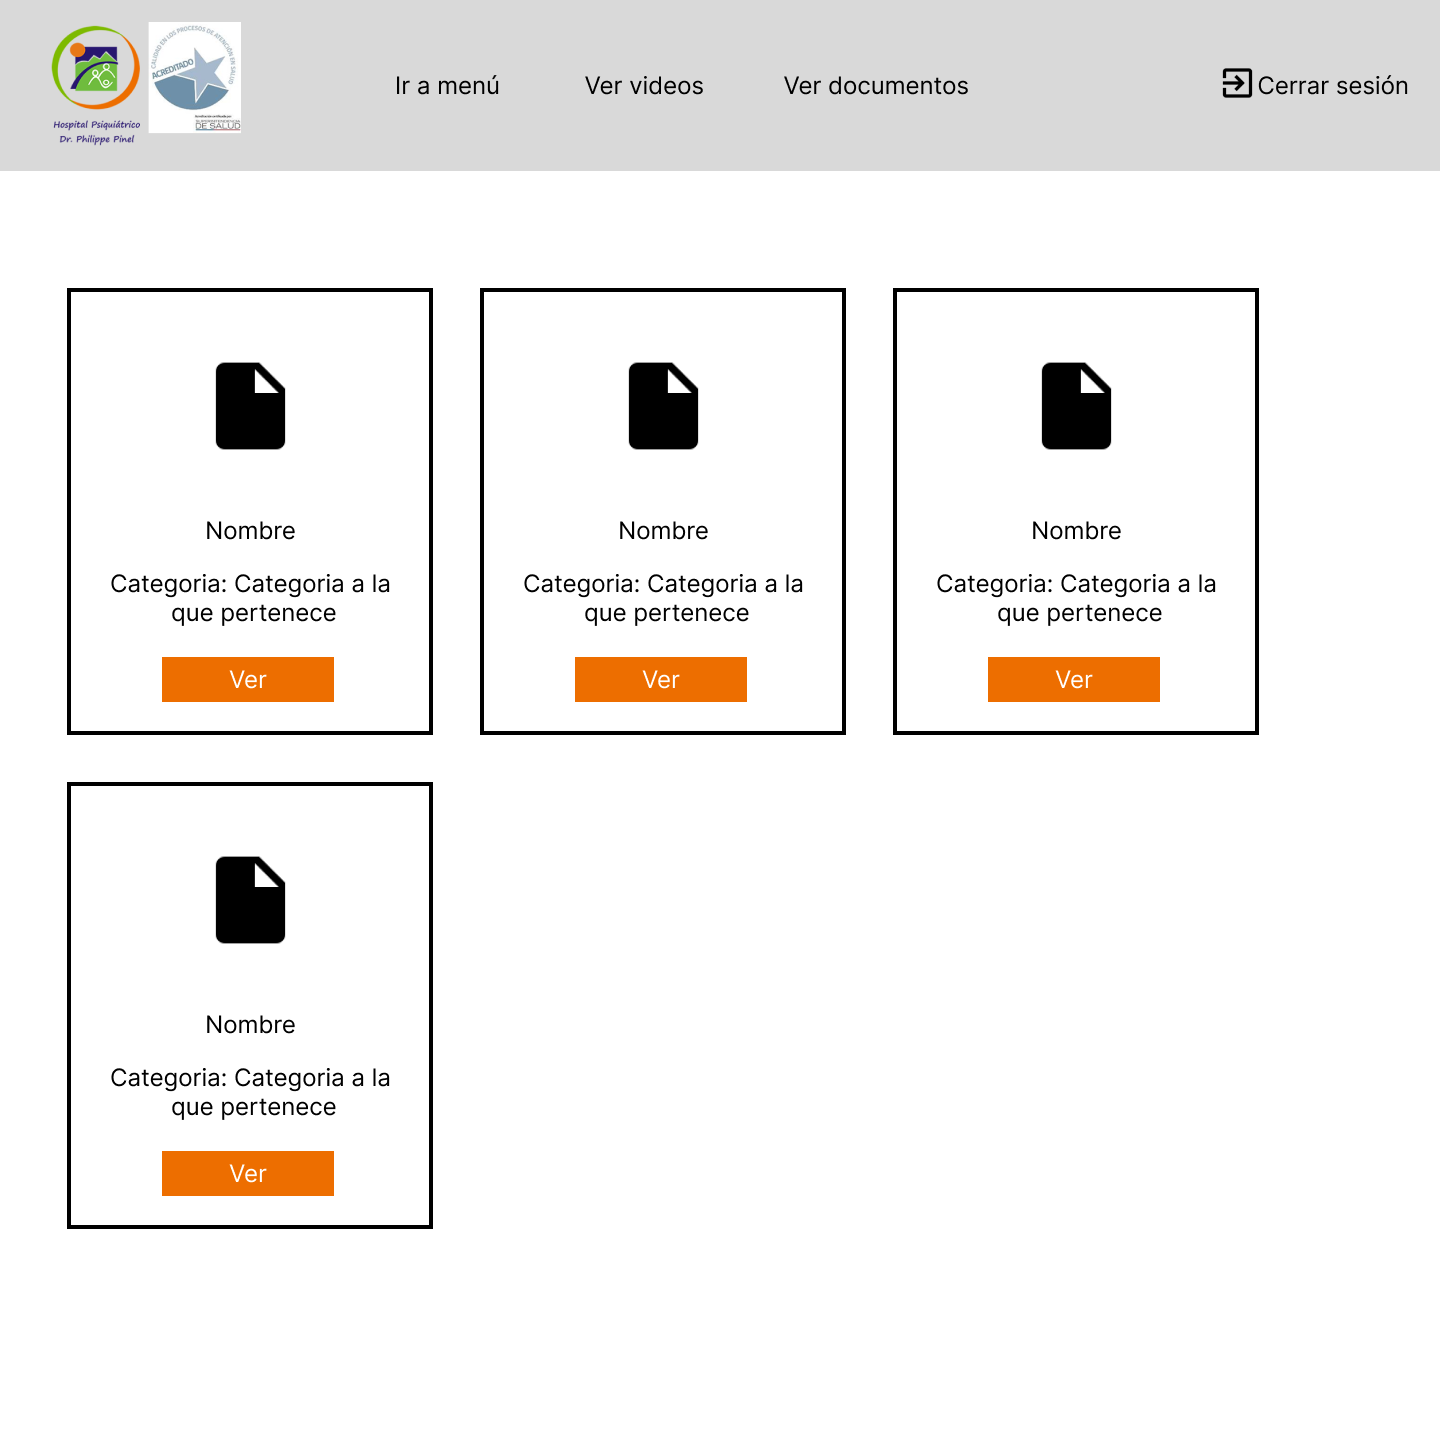 CALIDAD EN LOS PROCESOS DE ATENCIÓN EN SALUD
ACREDITADO
SUPERINTENDENCIA
DE SALUD
Hospital Psiquiátrico
Dr. Philippe Pinel
Ir a menú
Ver videos
Ver documentos
Cerrar sesión
Nombre
Categoria: Categoria a la
que pertenece
Ver
Nombre
Categoria: Categoria a la
que pertenece
Ver
Nombre
Categoria: Categoria a la
que pertenece
Ver
Nombre
Categoria: Categoria a la
que pertenece
Ver